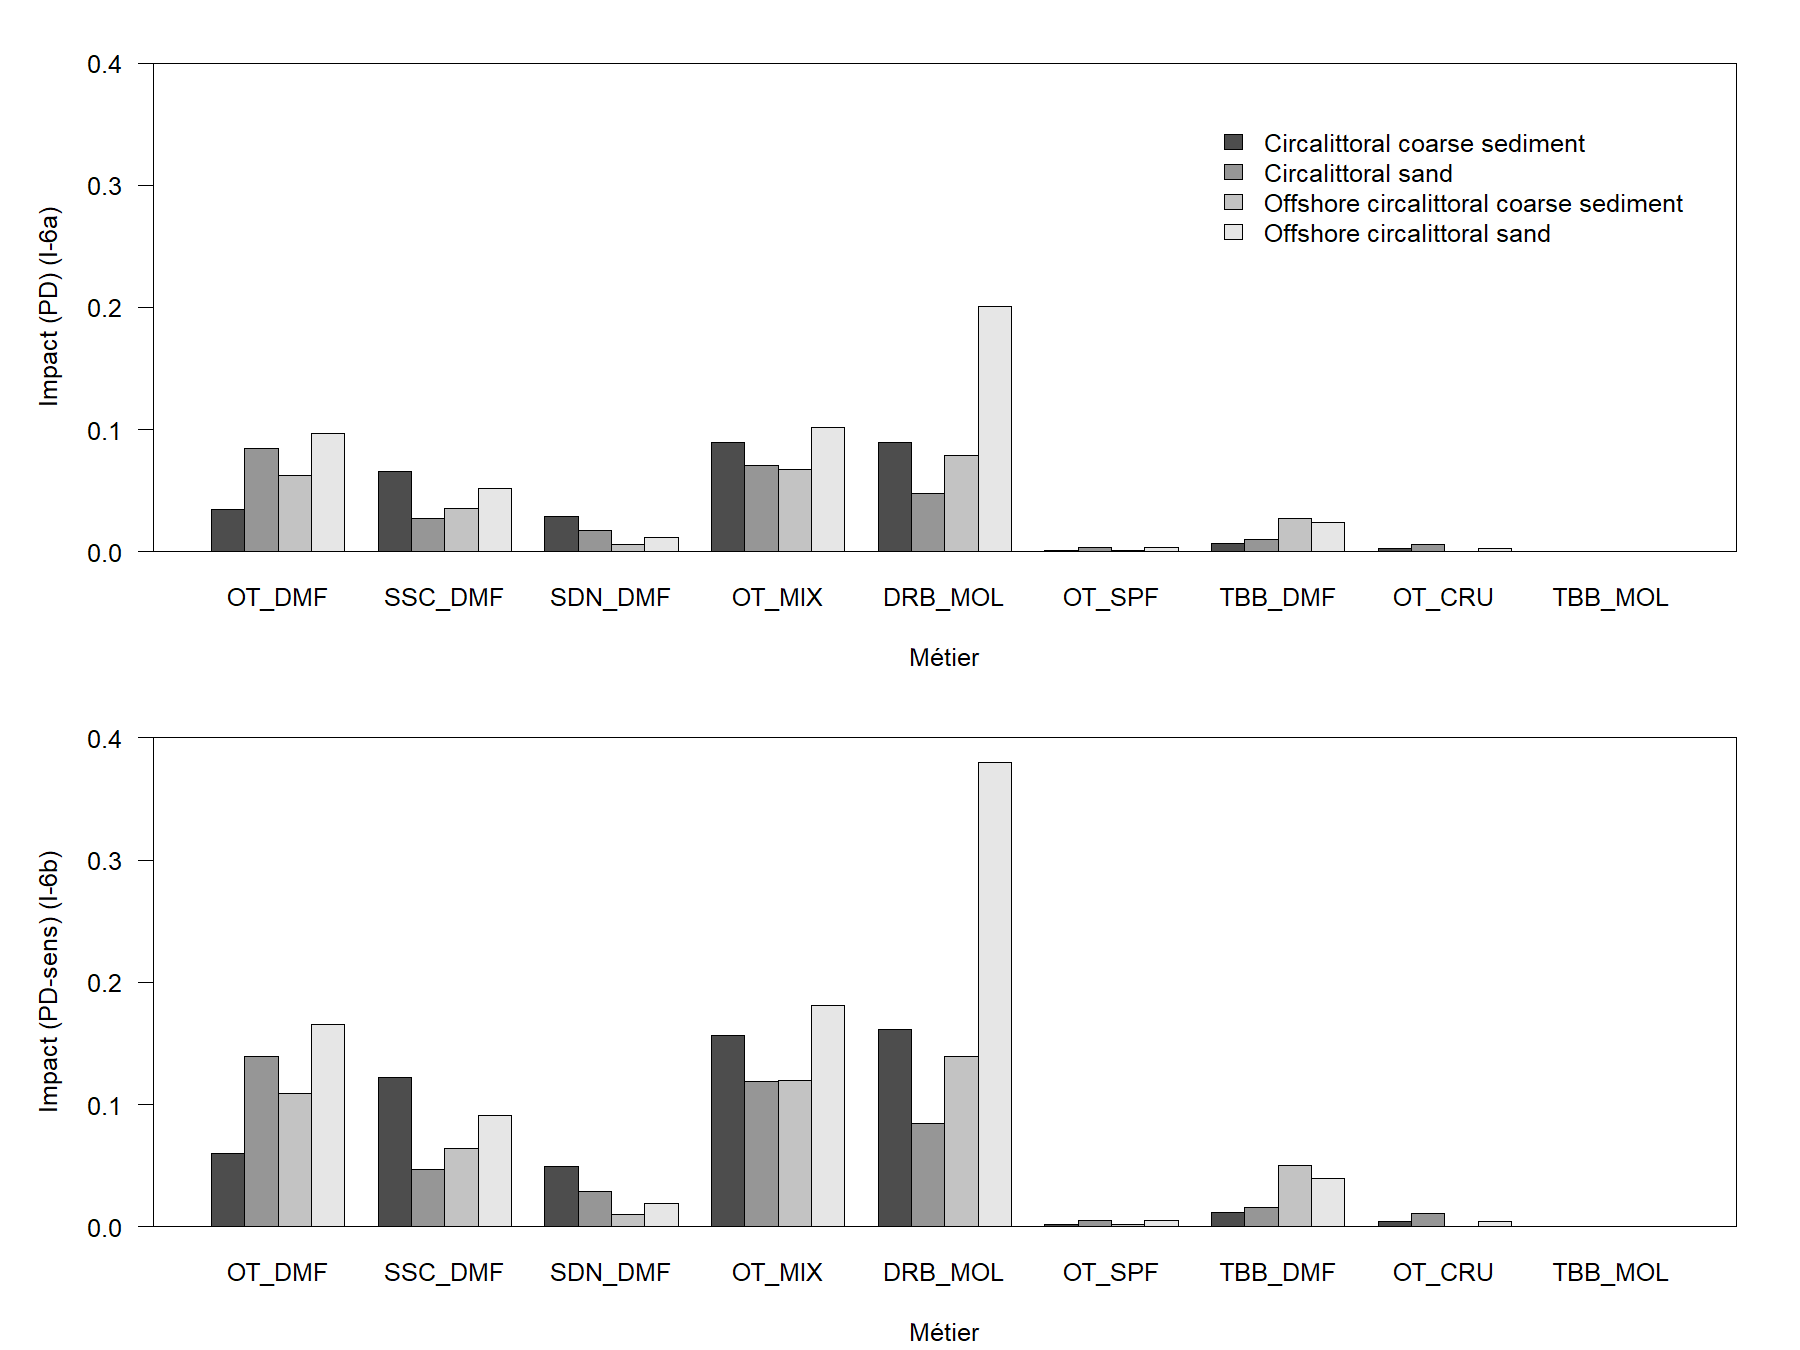 0.4
0.3
0.2
0.1
0.0
Impact (PD) (I-6a)
Circalittoral coarse sediment
Circalittoral sand
Offshore circalittoral coarse sediment
Offshore circalittoral sand
OT_DMF SSC_DMF SDN_DMF OT_MIX DRB_MOL OT_SPF TBB_DMF OT_CRU TBB_MOL
Métier
0.4
0.3
0.2
0.1
0.0
Impact (PD-sens) (I-6b)
OT_DMF SSC_DMF SDN_DMF OT_MIX DRB_MOL OT_SPF TBB_DMF OT_CRU TBB_MOL
Métier